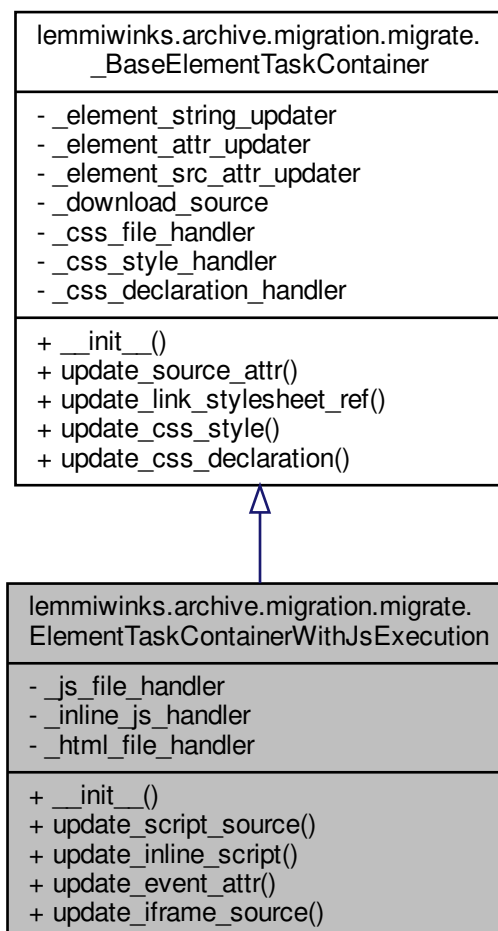 lemmiwinks.archive.migration.migrate.
_BaseElementTaskContainer
- _element_string_updater
- _element_attr_updater
- _element_src_attr_updater
- _download_source
- _css_file_handler
- _css_style_handler
- _css_declaration_handler
+ __init__()
+ update_source_attr()
+ update_link_stylesheet_ref()
+ update_css_style()
+ update_css_declaration()
lemmiwinks.archive.migration.migrate.
ElementTaskContainerWithJsExecution
- _js_file_handler
- _inline_js_handler
- _html_file_handler
+ __init__()
+ update_script_source()
+ update_inline_script()
+ update_event_attr()
+ update_iframe_source()